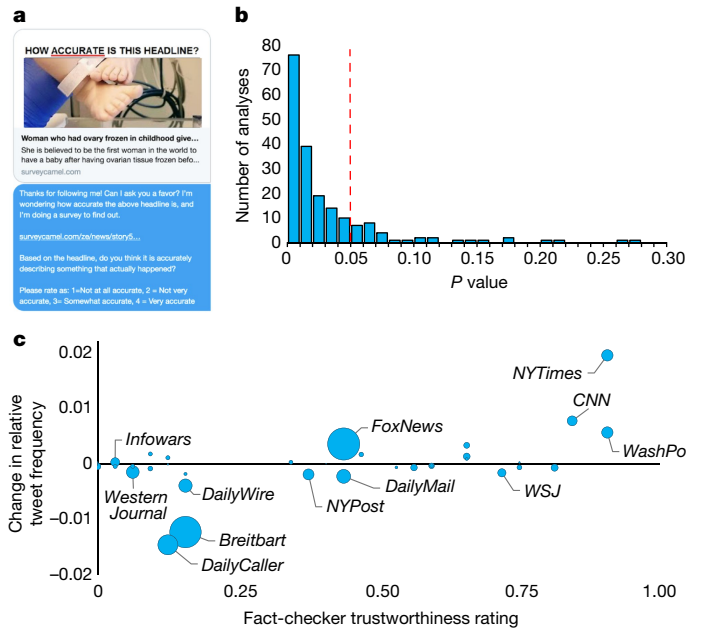 a
HOW ACCURATE IS THIS HEADLINE?
Woman who had ovary frozen in childhood give...
She is believed to be the first woman in the world to
have a baby after having ovarian tissue frozen befo...
surveycamel.com
Thanks for following me! Can I ask you a favor? I'm
wondering how accurate the above headline is, and
I'm doing a survey to find out.
surveycamel.com/ze/news/story5...
Based on the headline, do you think it is accurately
describing something that actually happened?
Please rate as: 1=Not at all accurate, 2 = Not very
accurate, 3= Somewhat accurate, 4 = Very accurate
b
Number of analyses
80
70
60
50
40
30
20
10
0
0 0.05 0.10 0.15 0.20 0.25 0.30
P value
c
Change in relative
tweet frequency
0.02
0.01
0
–0.01
–0.02
NYTimes
CNN
WashPo
FoxNews
Infowars
Western
Journal
DailyWire
NYPost
DailyMail
WSJ
Breitbart
DailyCaller
0 0.25 0.50 0.75 1.00
Fact-checker trustworthiness rating